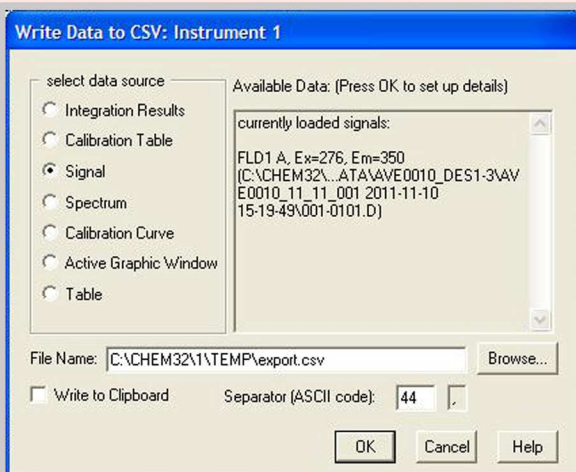 Write Data to CSV: Instrument 1
select data source
Integration Results
Calibration Table
Signal
Spectrum
Calibration Curve
Active Graphic Window
Table
Available Data: (Press OK to set up details)
currently loaded signals:
FLD1 A, Ex=276, Em=350
(C:\CHEM32\...ATA\AVE0010_DES1-3\AV
E0010_11_11_001 2011-11-10
15-19-49\001-0101.D)
File Name: C:\CHEM32\1\TEMP\export.csv Browse...
Write to Clipboard Separator (ASCII code): 44 ,
OK Cancel Help